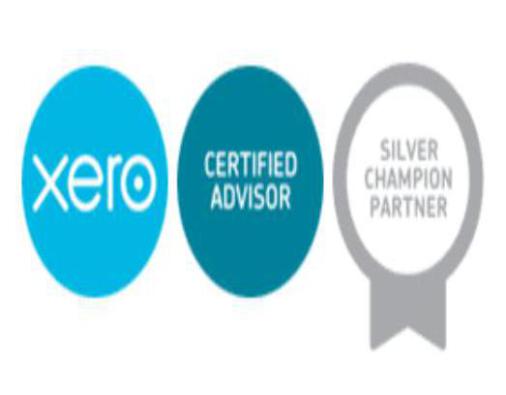 xero
CERTIFIED
ADVISOR
SILVER
CHAMPION
PARTNER